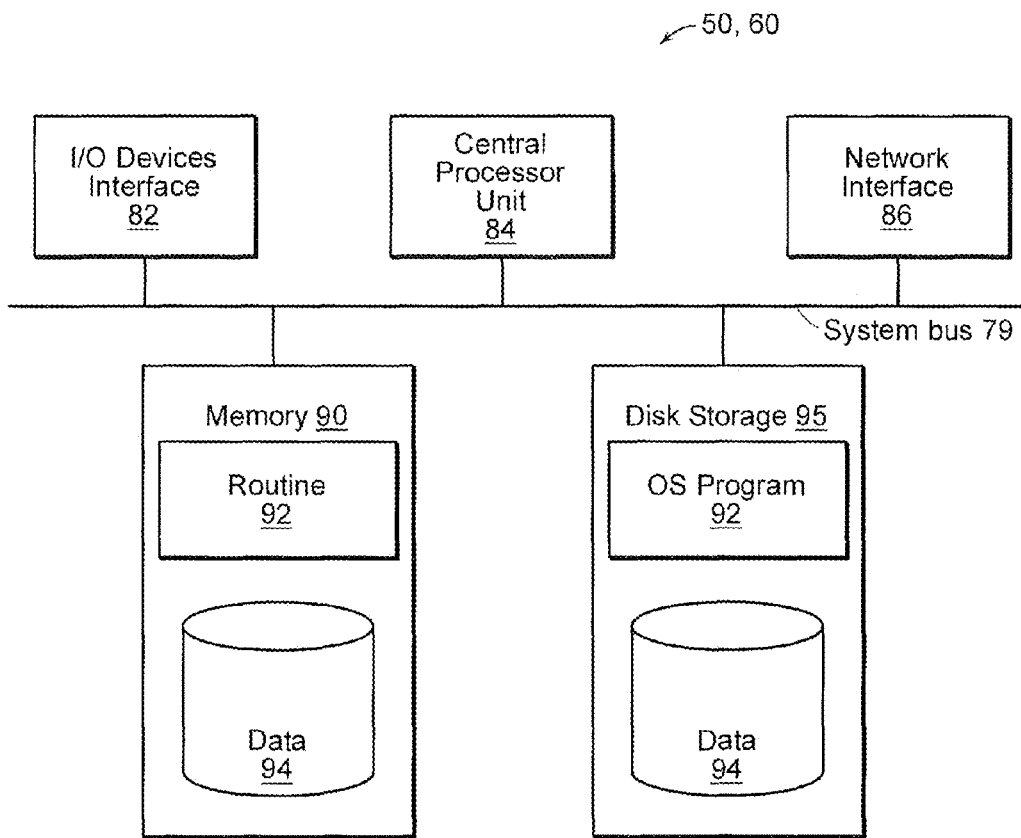 50, 60
I/O Devices
Interface
82
Central
Processor
Unit
84
Network
Interface
86
System bus 79
Memory 90
Routine
92
Data
94
Disk Storage 95
OS Program
92
Data
94